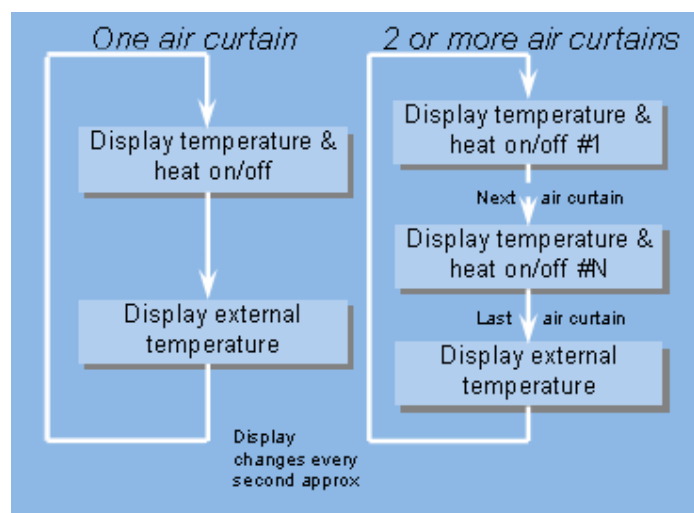 One air curtain
Display temperature &
heat on/off
Display external
temperature
Display
changes every
second approx
2 or more air curtains
Display temperature &
heat on/off #1
Next air curtain
Display temperature &
heat on/off #N
Last air curtain
Display external
temperature